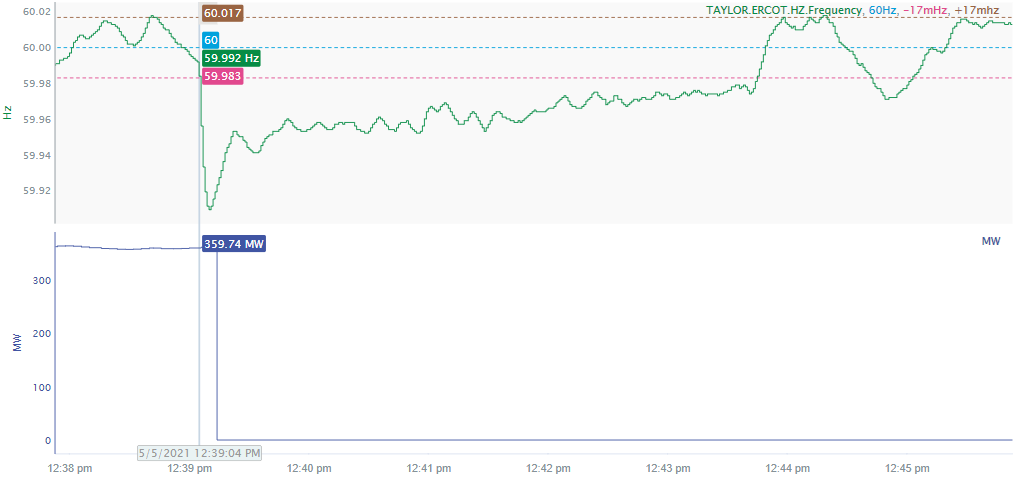 TAYLOR.ERCOT.HZ.Frequency, 60Hz, −17mHz, +17mhz
60.02
60.00
59.98
59.96
59.94
59.92
Hz
60.017
60
59.992 Hz
59.983
359.74 MW
MW
300
200
100
0
MW
5/5/2021 12:39:04 PM
12:38 pm 12:39 pm 12:40 pm 12:41 pm 12:42 pm 12:43 pm 12:44 pm 12:45 pm